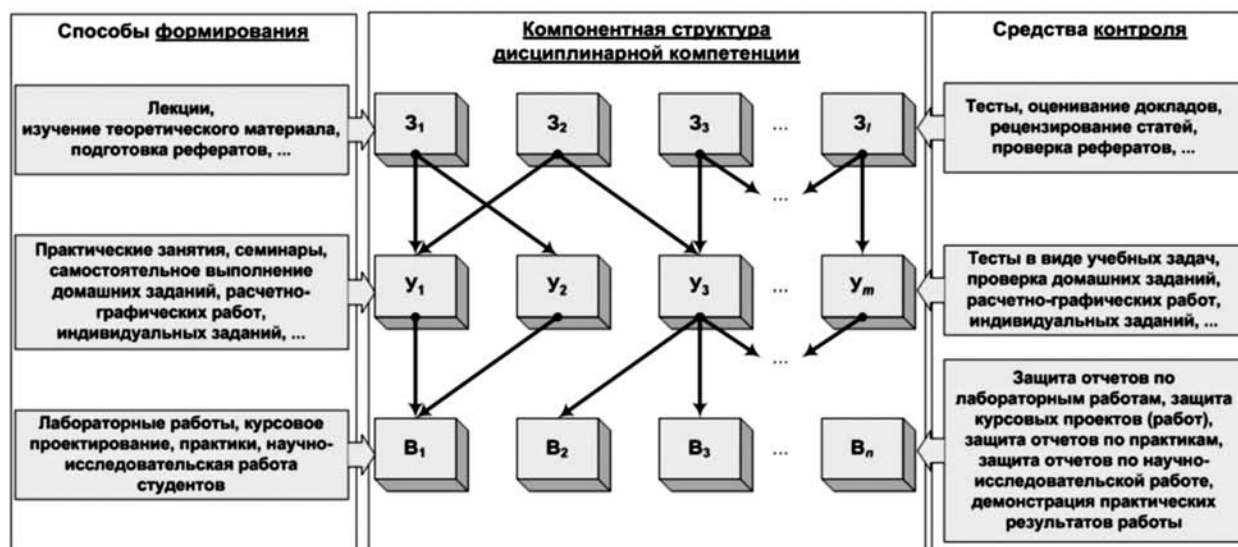 Способы формирования
Лекции,
изучение теоретического материала,
подготовка рефератов, ...
Практические занятия, семинары,
самостоятельное выполнение
домашних заданий, расчетно-
графических работ,
индивидуальных заданий, ...
Лабораторные работы, курсовое
проектирование, практики, научно-
исследовательская работа
студентов
Компонентная структура
дисциплинарной компетенции
З1 З2 З3 ... Зl
...
У1 У2 У3 ... Уm
...
В1 В2 В3 ... Вn
Средства контроля
Тесты, оценивание докладов,
рецензирование статей,
проверка рефератов, ...
Тесты в виде учебных задач,
проверка домашних заданий,
расчетно-графических работ,
индивидуальных заданий, ...
Защита отчетов по
лабораторным работам, защита
курсовых проектов (работ),
защита отчетов по практикам,
защита отчетов по научно-
исследовательской работе,
демонстрация практических
результатов работы